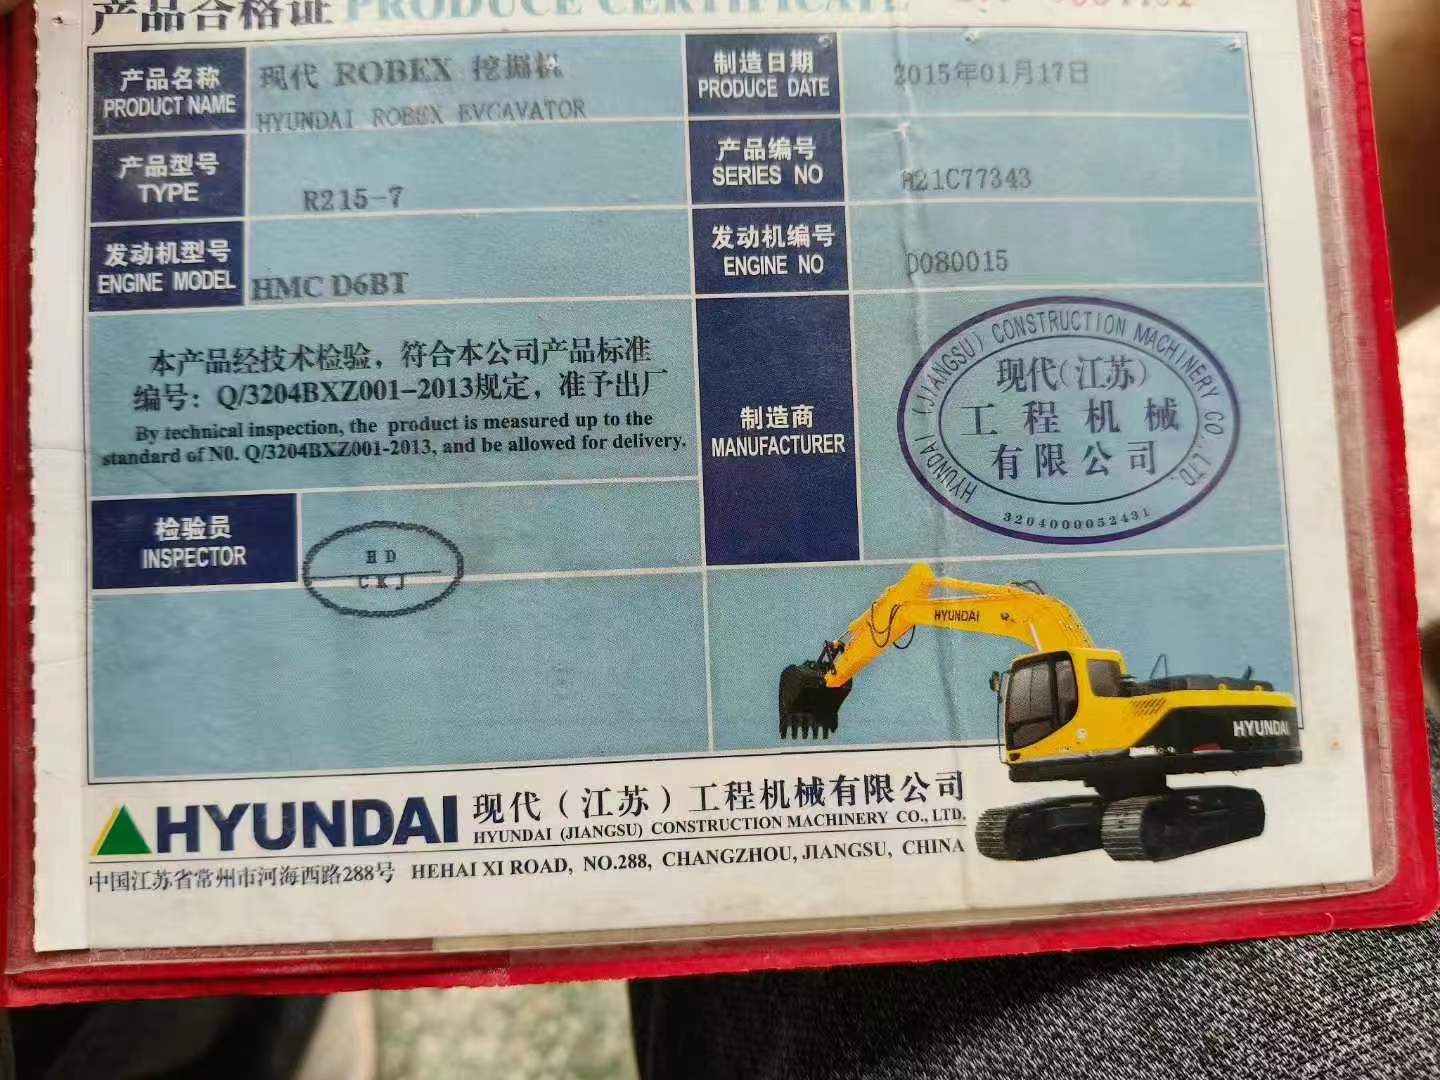 产品合格证 PRODUCE CERTIFICATE
产品名称
PRODUCT NAME
现代 ROBEX 挖掘机
HYUNDAI ROBEX EVCAVATOR
制造日期
PRODUCE DATE
2015年01月17日
产品型号
TYPE
R215-7
产品编号
SERIES NO
A21C77343
发动机型号
ENGINE MODEL
HMC D6BT
发动机编号
ENGINE NO
D080015
本产品经技术检验，符合本公司产品标准
编号：Q/3204BXZ001-2013规定，准予出厂
By technical inspection, the product is measured up to the
standard of N0. Q/3204BXZ001-2013, and be allowed for delivery.
制造商
MANUFACTURER
HYUNDAI (JIANGSU) CONSTRUCTION MACHINERY CO.,LTD.
现代(江苏)
工程机械
有限公司
3204000052431
检验员
INSPECTOR
HD
CKJ
HYUNDAI
HYUNDAI
HYUNDAI 现代（江苏）工程机械有限公司
HYUNDAI (JIANGSU) CONSTRUCTION MACHINERY CO., LTD.
中国江苏省常州市河海西路288号 HEHAI XI ROAD, NO.288, CHANGZHOU, JIANGSU, CHINA